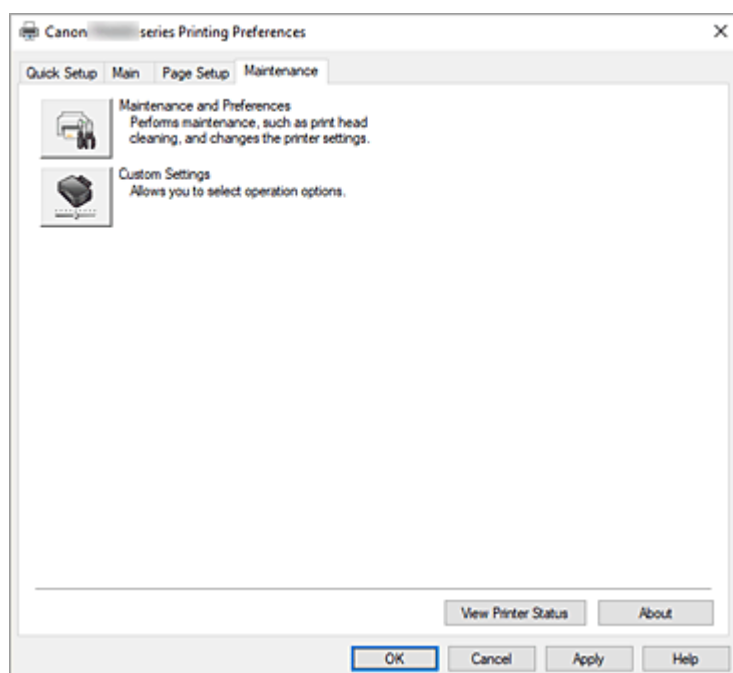 Canon series Printing Preferences
Quick Setup Main Page Setup Maintenance
Maintenance and Preferences
Performs maintenance, such as print head
cleaning, and changes the printer settings.
Custom Settings
Allows you to select operation options.
View Printer Status About
OK Cancel Apply Help